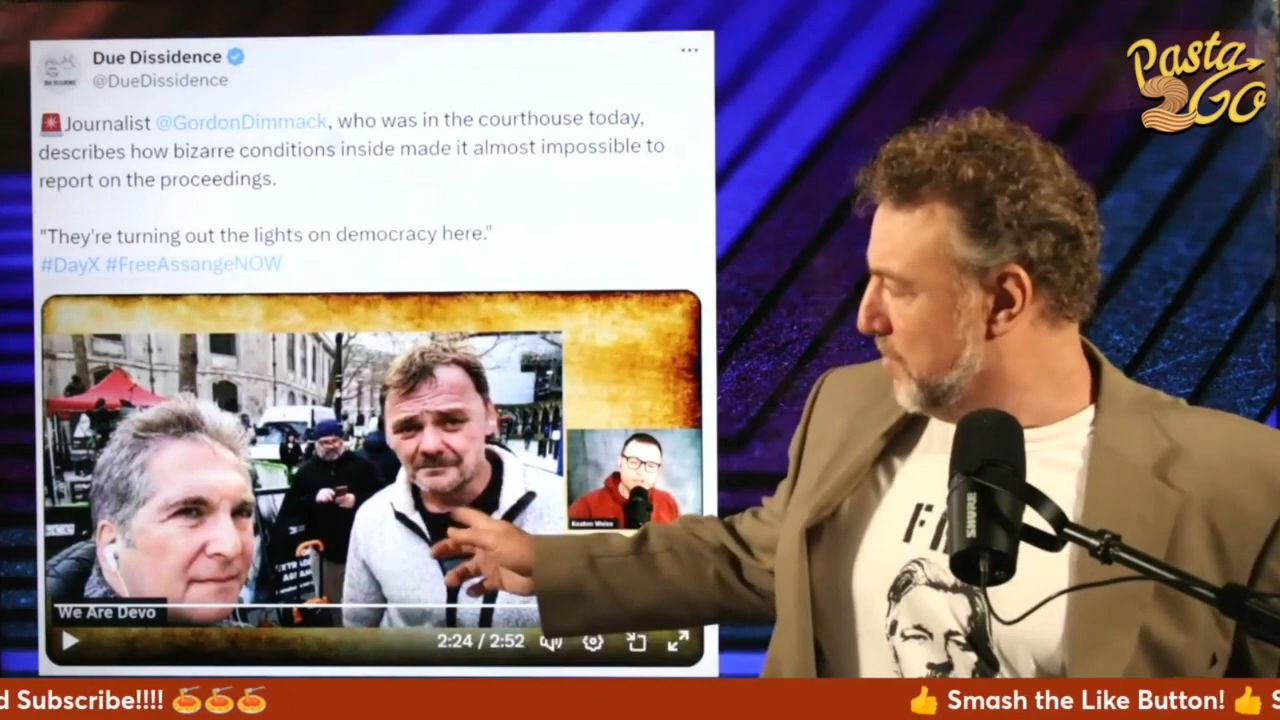 Due Dissidence
@DueDissidence
Journalist @GordonDimmack, who was in the courthouse today,
describes how bizarre conditions inside made it almost impossible to
report on the proceedings.
"They're turning out the lights on democracy here."
#DayX #FreeAssangeNOW
Keaton Weiss
We Are Devo
2:24 / 2:52
Pasta
2GO
SHURE
d Subscribe!!!!
Smash the Like Button!
S